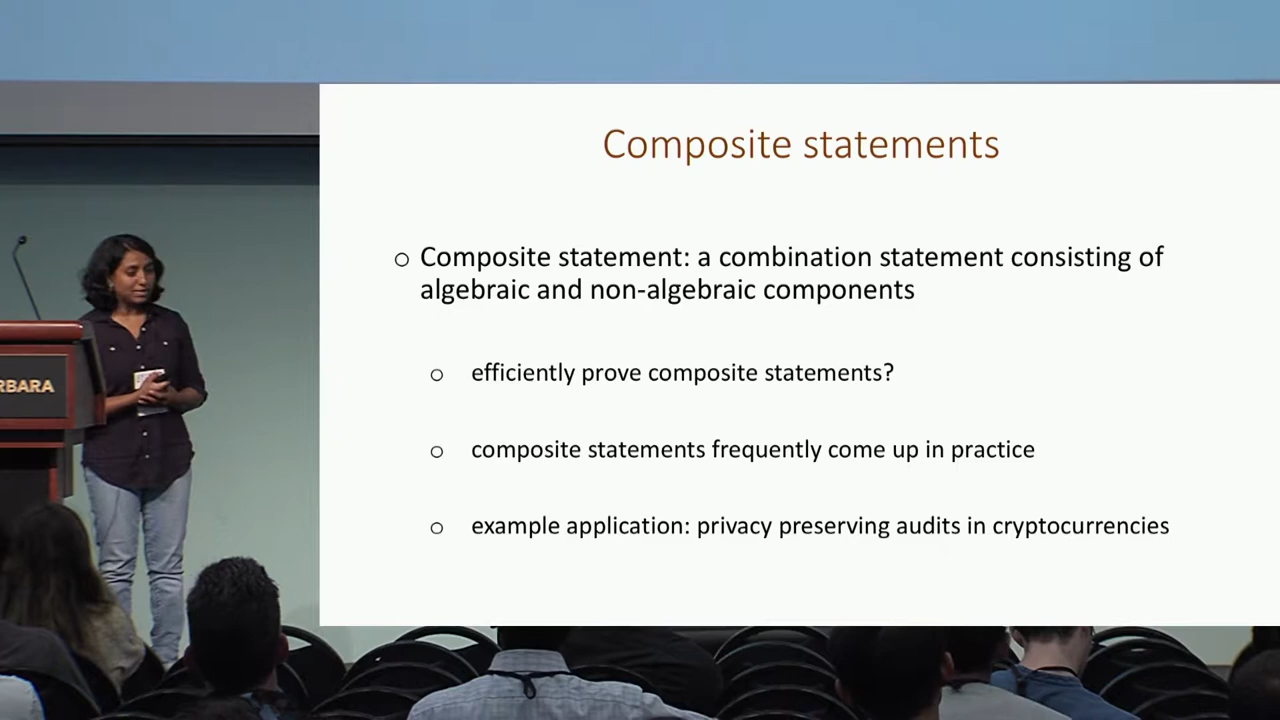 Composite statements
○ Composite statement: a combination statement consisting of
algebraic and non-algebraic components
○ efficiently prove composite statements?
○ composite statements frequently come up in practice
○ example application: privacy preserving audits in cryptocurrencies
RBARA